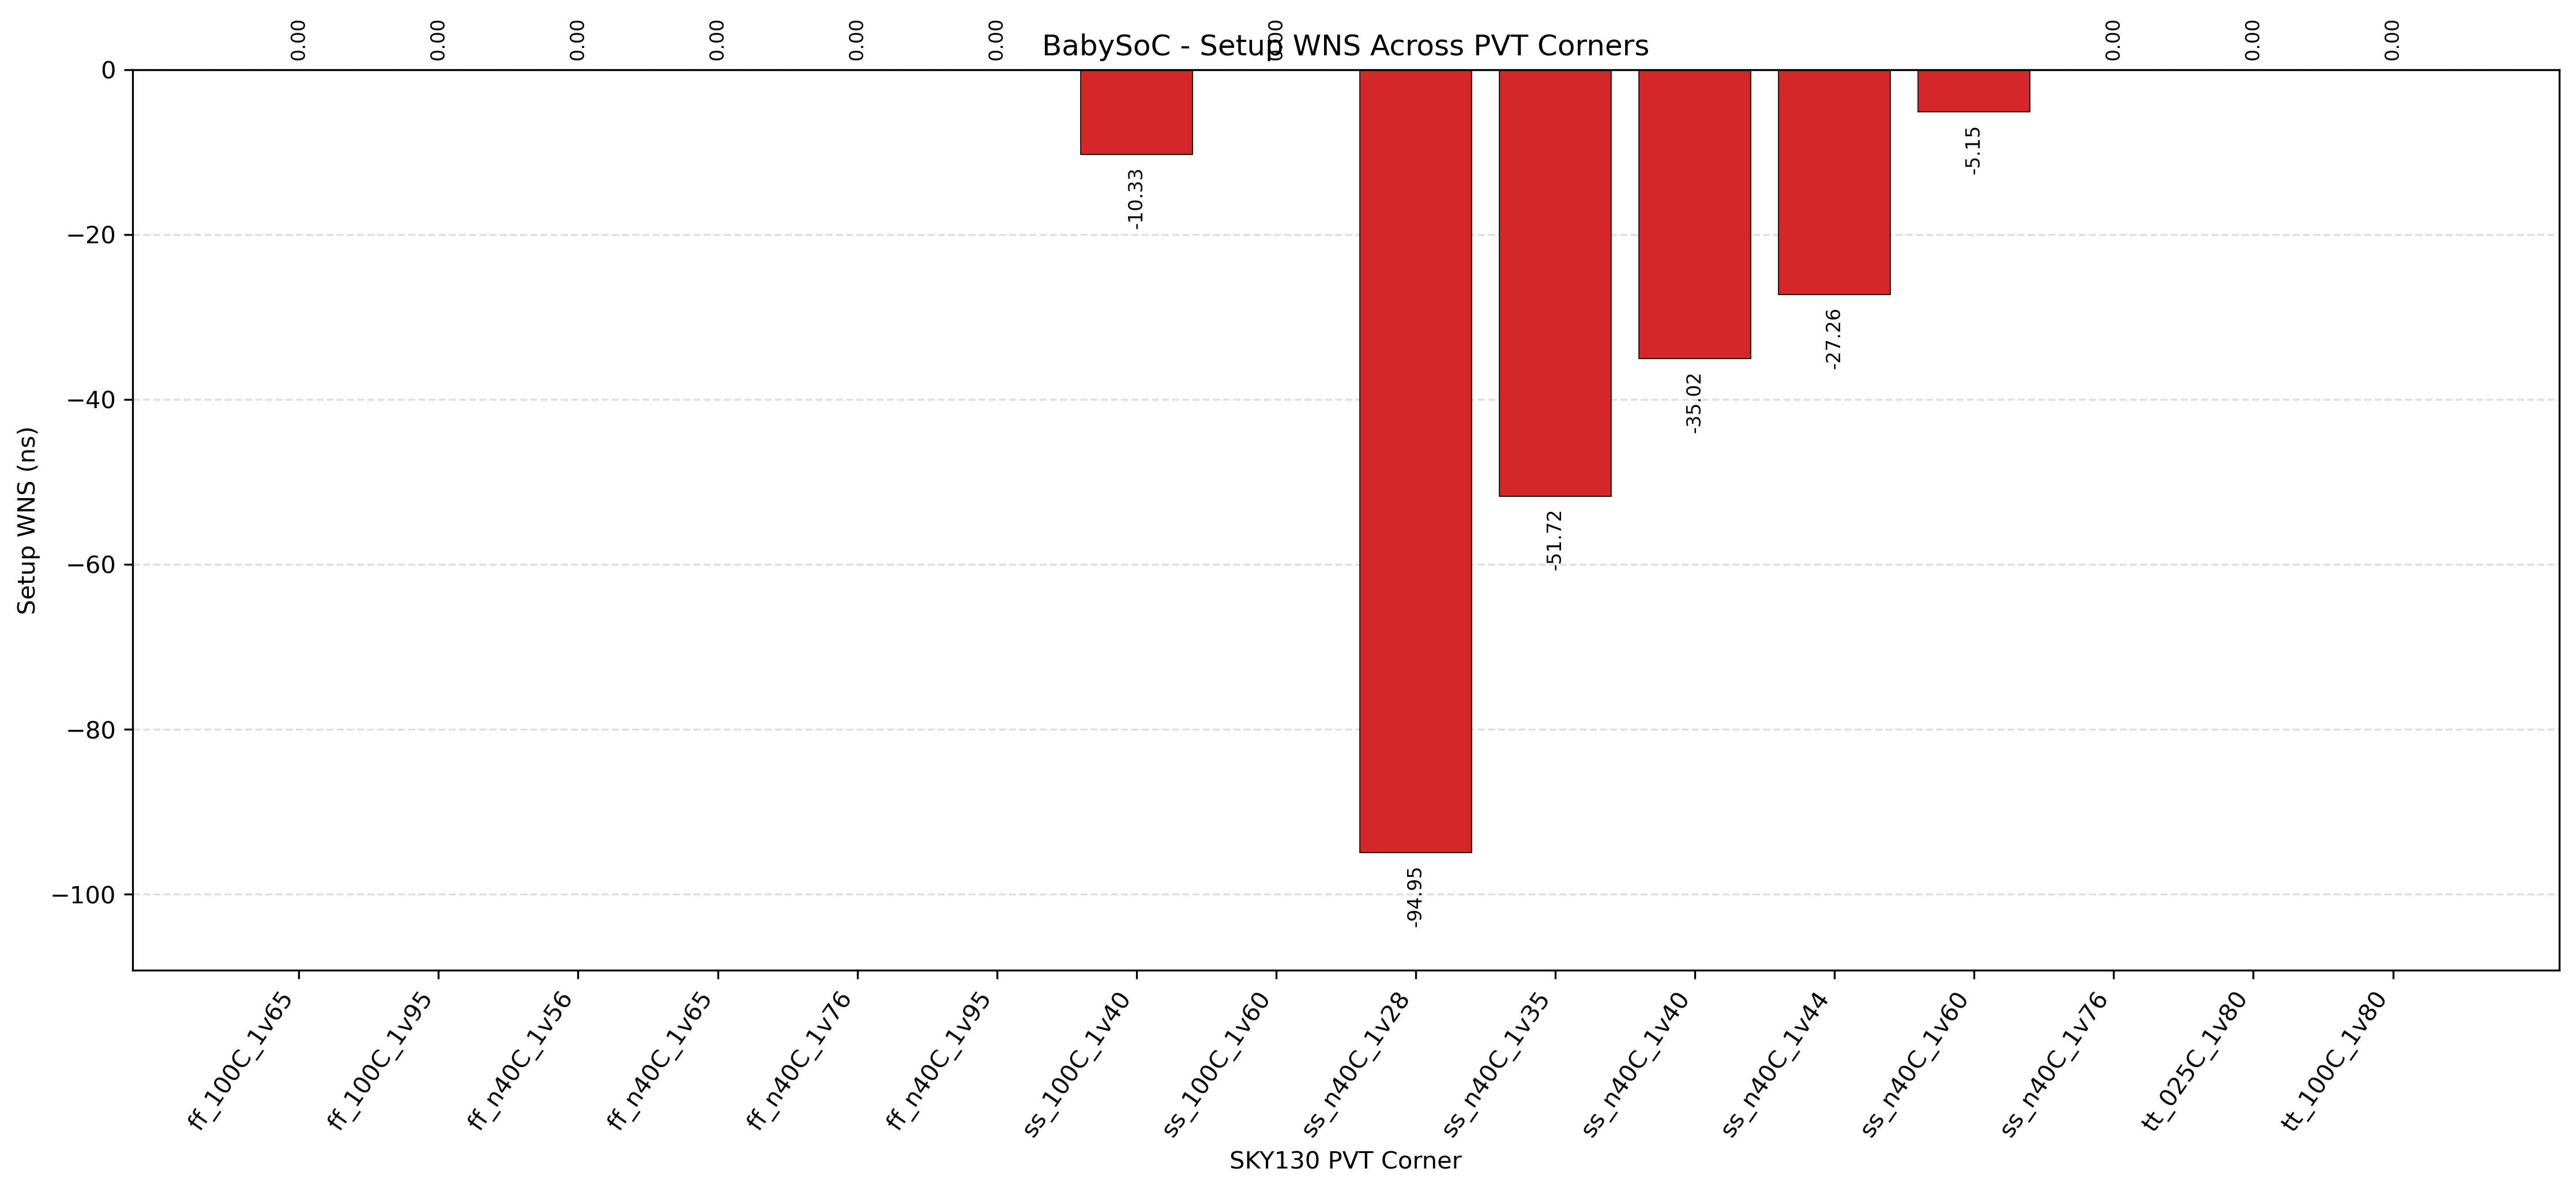 0.00 0.00 0.00 0.00 0.00 0.00 0.00 0.00 0.00 0.00
BabySoC - Setup WNS Across PVT Corners
0
−20
−40
−60
−80
−100
Setup WNS (ns)
-10.33
-94.95
-51.72
-35.02
-27.26
-5.15
ff_100C_1v65
ff_100C_1v95
ff_n40C_1v56
ff_n40C_1v65
ff_n40C_1v76
ff_n40C_1v95
ss_100C_1v40
ss_100C_1v60
ss_n40C_1v28
ss_n40C_1v35
ss_n40C_1v40
ss_n40C_1v44
ss_n40C_1v60
ss_n40C_1v76
tt_025C_1v80
tt_100C_1v80
SKY130 PVT Corner